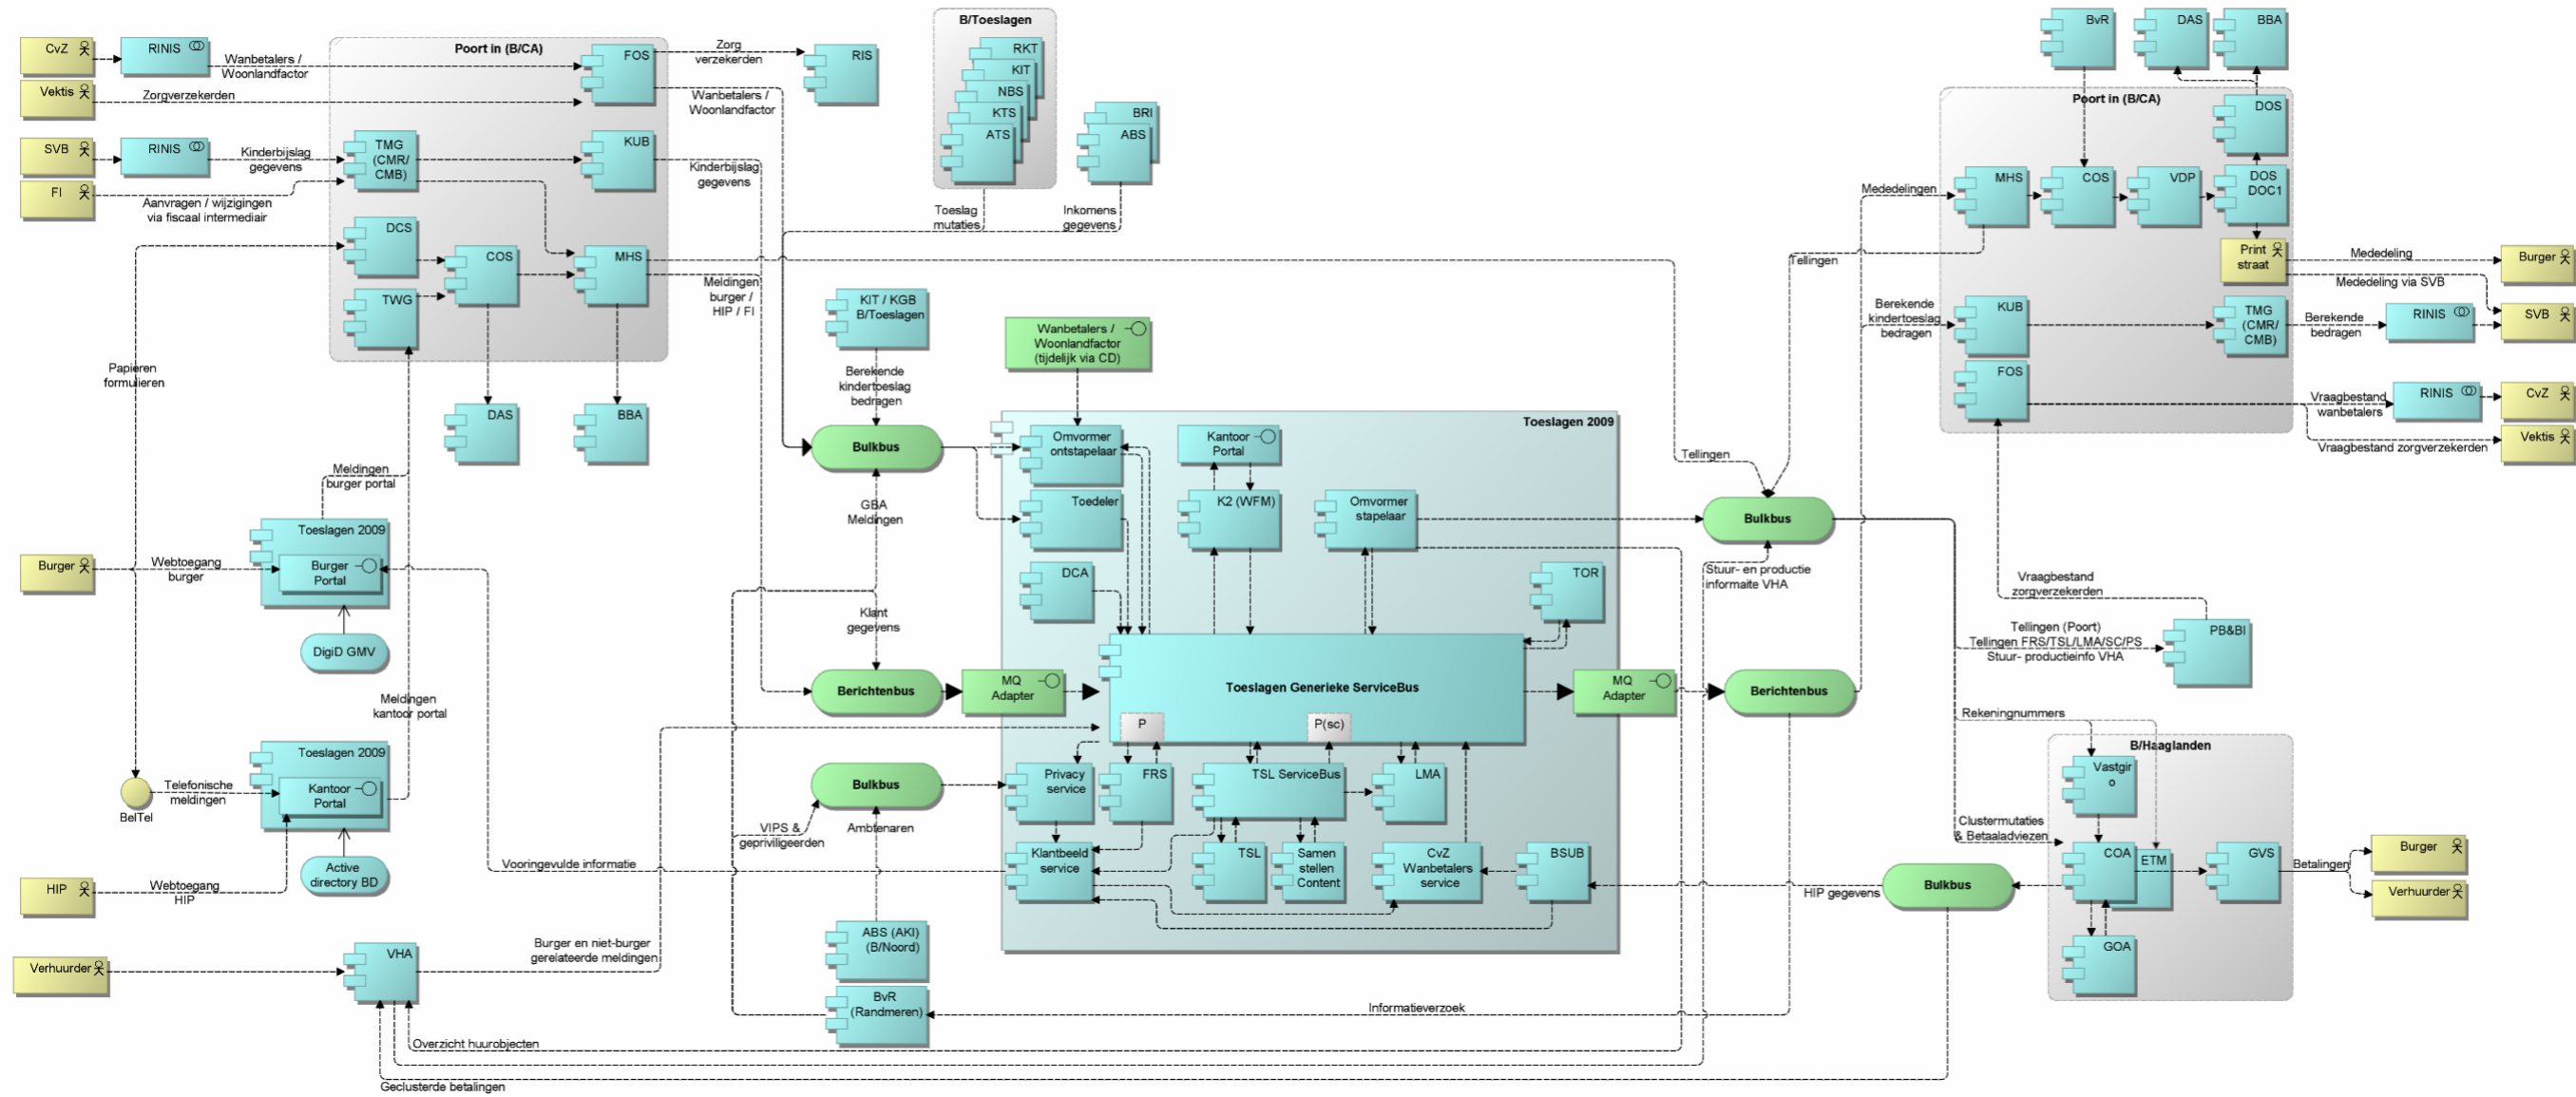 CvZ
RINIS
Wanbetalers /
Woonlandfactor
Vektis
Zorgverzekerden
SVB
RINIS
Kinderbijslag
gegevens
FI
Aanvragen / wijzigingen
via fiscaal intermediair
Poort in (B/CA)
FOS
TMG
(CMR/
CMB)
KUB
DCS
COS
MHS
TWG
DAS
BBA
Zorg
verzekerden
RIS
Wanbetalers /
Woonlandfactor
Kinderbijslag
gegevens
Meldingen
burger /
HIP / FI
B/Toeslagen
RKT
KIT
NBS
KTS
ATS
BRI
ABS
Toeslag
mutaties
Inkomens
gegevens
KIT / KGB
B/Toeslagen
Berekende
kindertoeslag
bedragen
Wanbetalers /
Woonlandfactor
(tijdelijk via CD)
Papieren
formulieren
Meldingen
burger portal
Toeslagen 2009
Burger
Portal
Burger
Webtoegang
burger
DigiD GMV
Meldingen
kantoor portal
Toeslagen 2009
Kantoor
Portal
BelTel
Telefonische
meldingen
Active
directory BD
HIP
Webtoegang
HIP
Verhuurder
VHA
Burger en niet-burger
gerelateerde meldingen
Vooringevulde informatie
Overzicht huurobjecten
Geclusterde betalingen
Bulkbus
GBA
Meldingen
Klant
gegevens
Berichtenbus
MQ
Adapter
Bulkbus
VIPS &
gepriviligeerden
Ambtenaren
ABS (AKI)
(B/Noord)
BvR
(Randmeren)
Informatieverzoek
Toeslagen 2009
Omvormer
ontstapelaar
Kantoor
Portal
Toedeler
K2 (WFM)
Omvormer
stapelaar
DCA
TOR
Toeslagen Generieke ServiceBus
P
P(sc)
Privacy
service
FRS
TSL ServiceBus
LMA
Klantbeeld
service
TSL
Samen
stellen
Content
CvZ
Wanbetalers
service
BSUB
MQ
Adapter
Berichtenbus
Tellingen
Bulkbus
Stuur- en productie
informaite VHA
Tellingen
Mededelingen
Berekende
kindertoeslag
bedragen
BvR
DAS
BBA
Poort in (B/CA)
DOS
MHS
COS
VDP
DOS
DOC1
Print
straat
KUB
TMG
(CMR/
CMB)
FOS
Mededeling
Burger
Mededeling via SVB
Berekende
bedragen
RINIS
SVB
Vraagbestand
wanbetalers
RINIS
CvZ
Vektis
Vraagbestand zorgverzekerden
Vraagbestand
zorgverzekerden
Tellingen (Poort)
Tellingen FRS/TSL/LMA/SC/PS
Stuur- productieinfo VHA
PB&BI
Rekeningnummers
B/Haaglanden
Vastgir
o
Clustermutaties
& Betaaladviezen
COA
ETM
GVS
GOA
Betalingen
Burger
Verhuurder
Bulkbus
HIP gegevens